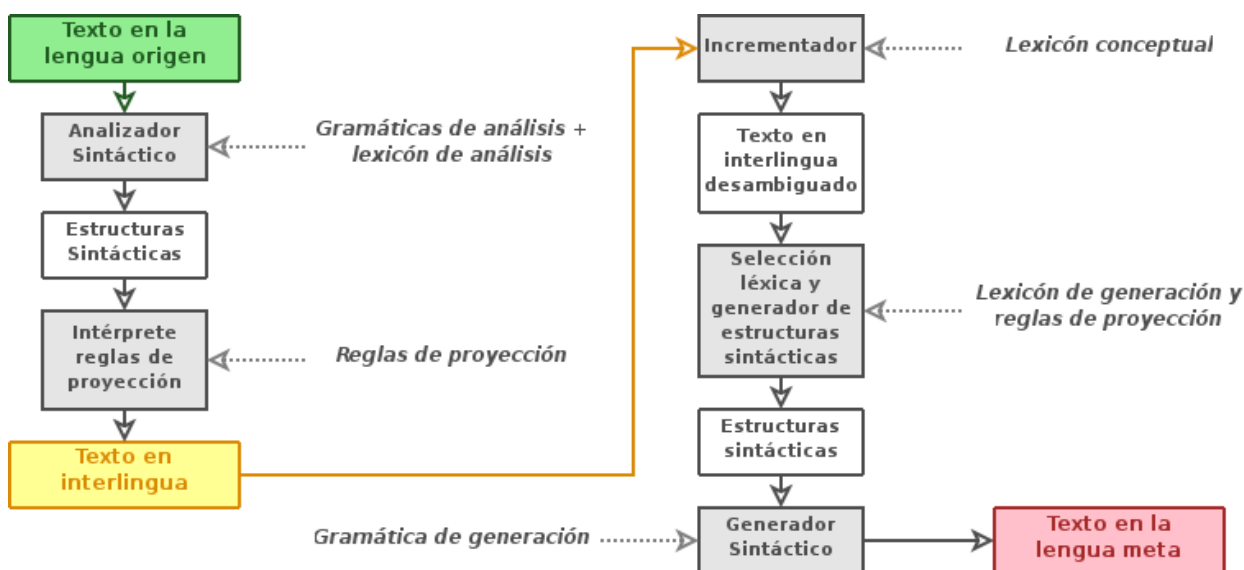 Texto en la
lengua origen
Analizador
Sintáctico
Gramáticas de análisis +
lexicón de análisis
Estructuras
Sintácticas
Intérprete
reglas de
proyección
Reglas de proyección
Texto en
interlingua
Incrementador
Lexicón conceptual
Texto en
interlingua
desambiguado
Selección
léxica y
generador de
estructuras
sintácticas
Lexicón de generación y
reglas de proyección
Estructuras
sintácticas
Gramática de generación
Generador
Sintáctico
Texto en la
lengua meta